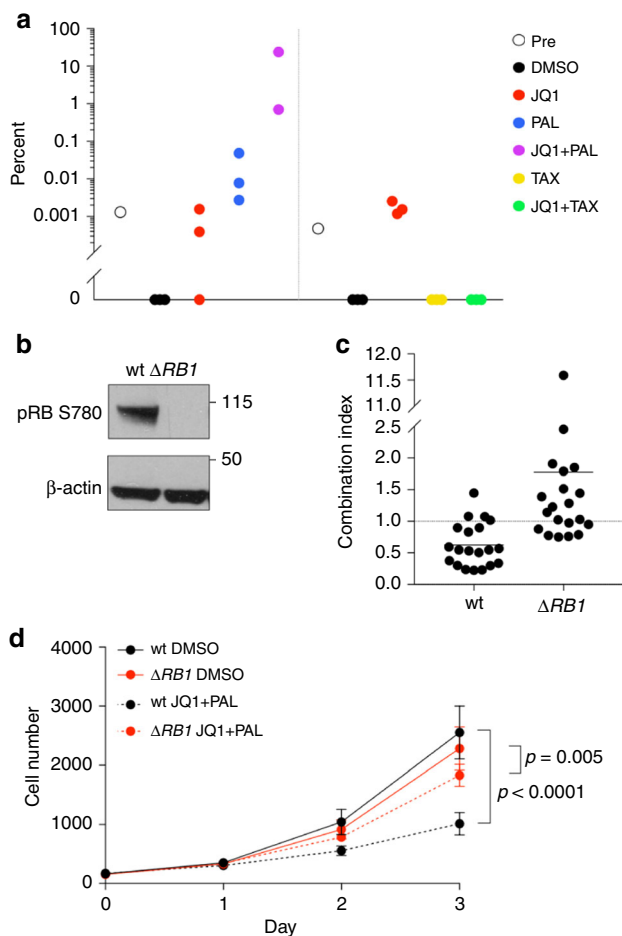 a
Percent
100
10
1
0.1
0.01
0.001
0
Pre
DMSO
JQ1
PAL
JQ1+PAL
TAX
JQ1+TAX
b
wt ΔRB1
pRB S780
115
50
β-actin
c
Combination index
12.0
11.5
11.0
2.5
2.0
1.5
1.0
0.5
0.0
wt
ΔRB1
d
Cell number
4000
3000
2000
1000
0
wt DMSO
ΔRB1 DMSO
wt JQ1+PAL
ΔRB1 JQ1+PAL
p = 0.005
p < 0.0001
0 1 2 3
Day